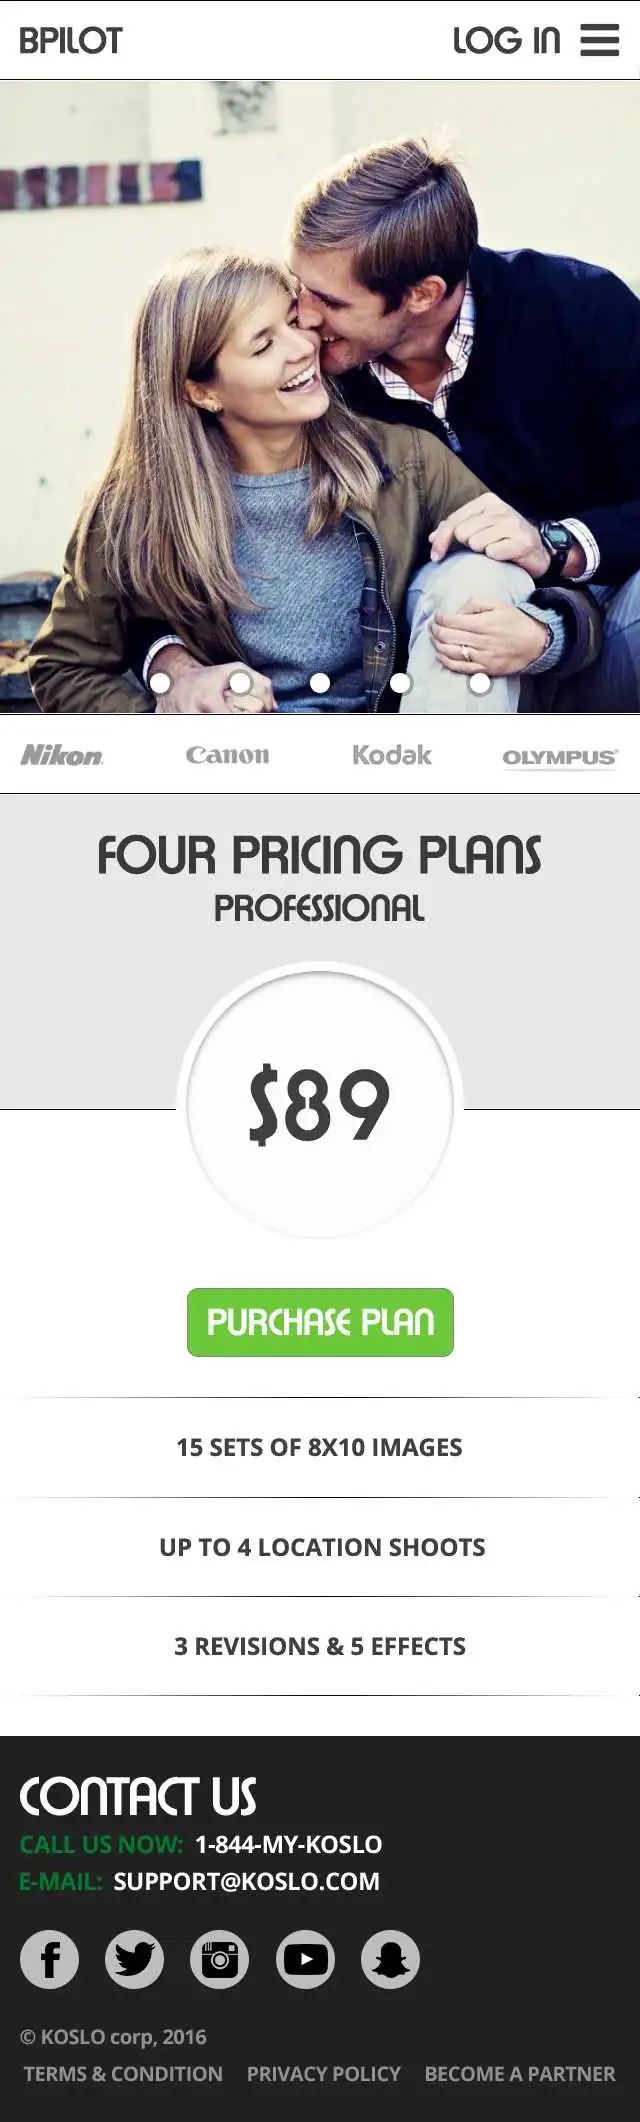 BPILOT LOG IN
Nikon Canon Kodak OLYMPUS
FOUR PRICING PLANS
PROFESSIONAL
$89
PURCHASE PLAN
15 SETS OF 8X10 IMAGES
UP TO 4 LOCATION SHOOTS
3 REVISIONS & 5 EFFECTS
CONTACT US
CALL US NOW: 1-844-MY-KOSLO
E-MAIL: SUPPORT@KOSLO.COM
© KOSLO corp, 2016
TERMS & CONDITION PRIVACY POLICY BECOME A PARTNER